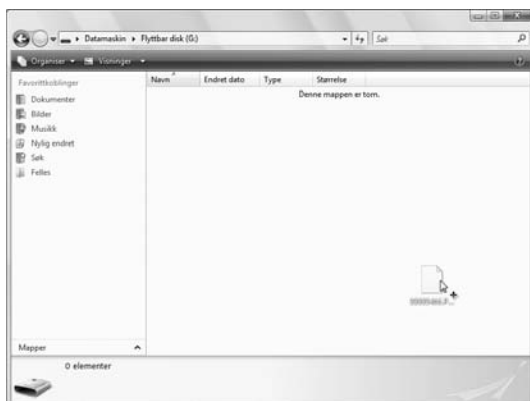 Datamaskin ▸ Flyttbar disk (G:)
Søk
Organiser Visninger
Favorittkoblinger
Navn Endret dato Type Størrelse
Denne mappen er tom.
Dokumenter
Bilder
Musikk
Nylig endret
Søk
Felles
Mapper
0 elementer